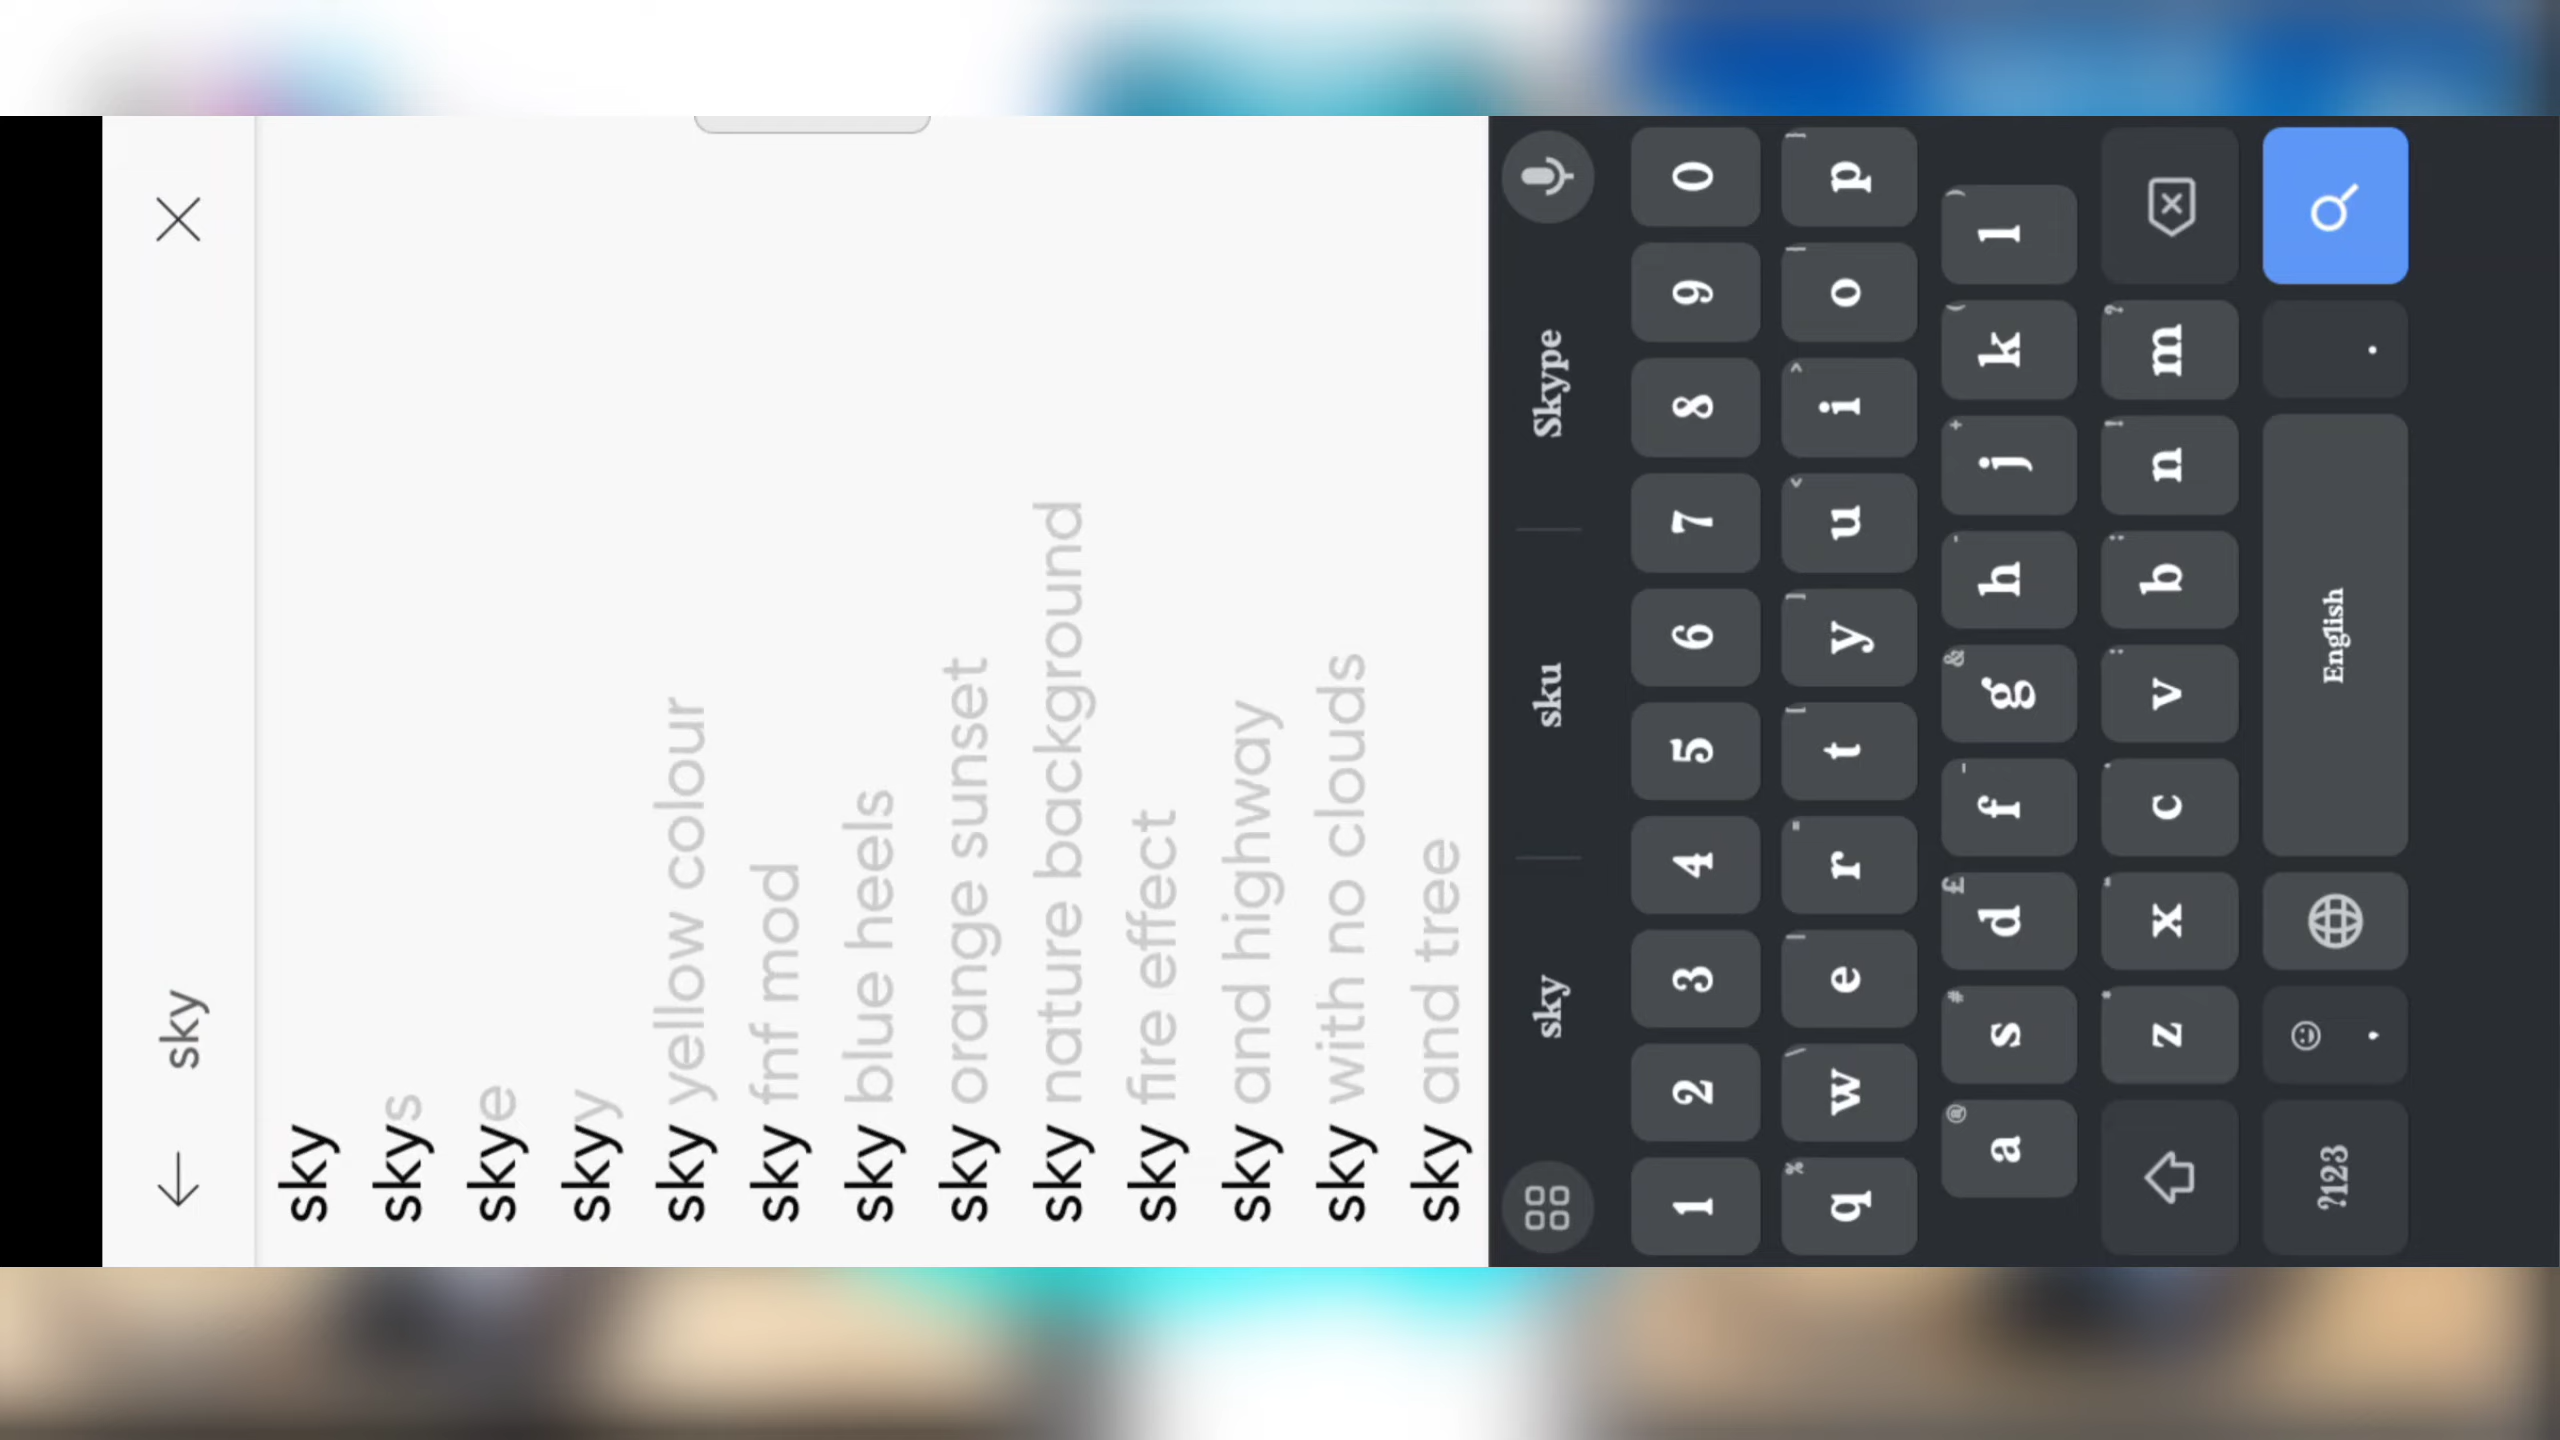 sky
sky
skys
skye
skyy
sky yellow colour
sky fnf mod
sky blue heels
sky orange sunset
sky nature background
sky fire effect
sky and highway
sky with no clouds
sky and tree
sky sku Skype
1 2 3 4 5 6 7 8 9 0
q w e r t y u i o p
a s d f g h j k l
z x c v b n m
?123 , English .